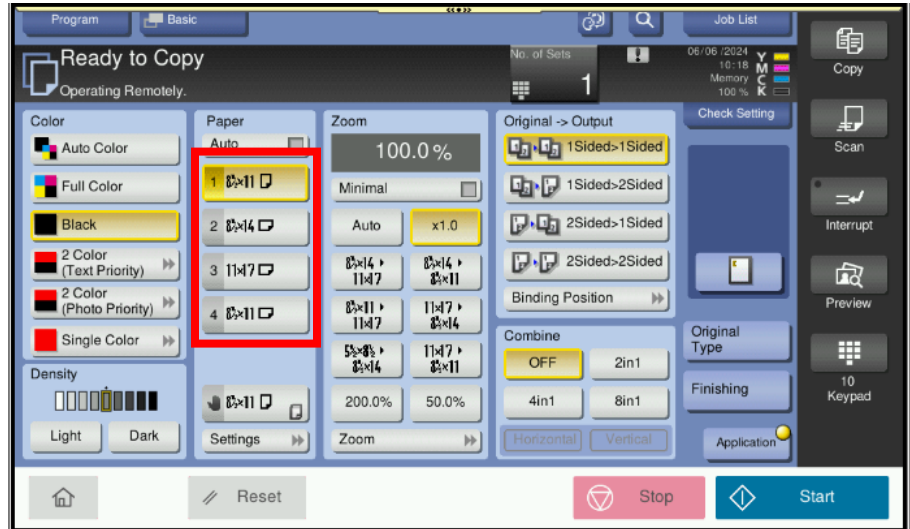 Program
Basic
Job List
Ready to Copy
Operating Remotely.
No. of Sets
1
06/06 /2024
10:18
Memory
100 %
Y
M
C
K
Copy
Scan
Interrupt
Preview
10
Keypad
Color
Auto Color
Full Color
Black
2 Color
(Text Priority)
2 Color
(Photo Priority)
Single Color
Density
Light
Dark
Paper
Auto
1 8½×11
2 8½×14
3 11×17
4 8½×11
8½×11
Settings
Zoom
100.0 %
Minimal
Auto
x1.0
8½×14 ▸
11×17
8½×14 ▸
8½×11
8½×11 ▸
11×17
11×17 ▸
8½×14
5½×8½ ▸
8½×14
11×17 ▸
8½×11
200.0%
50.0%
Zoom
Original -> Output
1Sided>1Sided
1Sided>2Sided
2Sided>1Sided
2Sided>2Sided
Binding Position
Combine
OFF
2in1
4in1
8in1
Horizontal
Vertical
Check Setting
Original
Type
Finishing
Application
Reset
Stop
Start